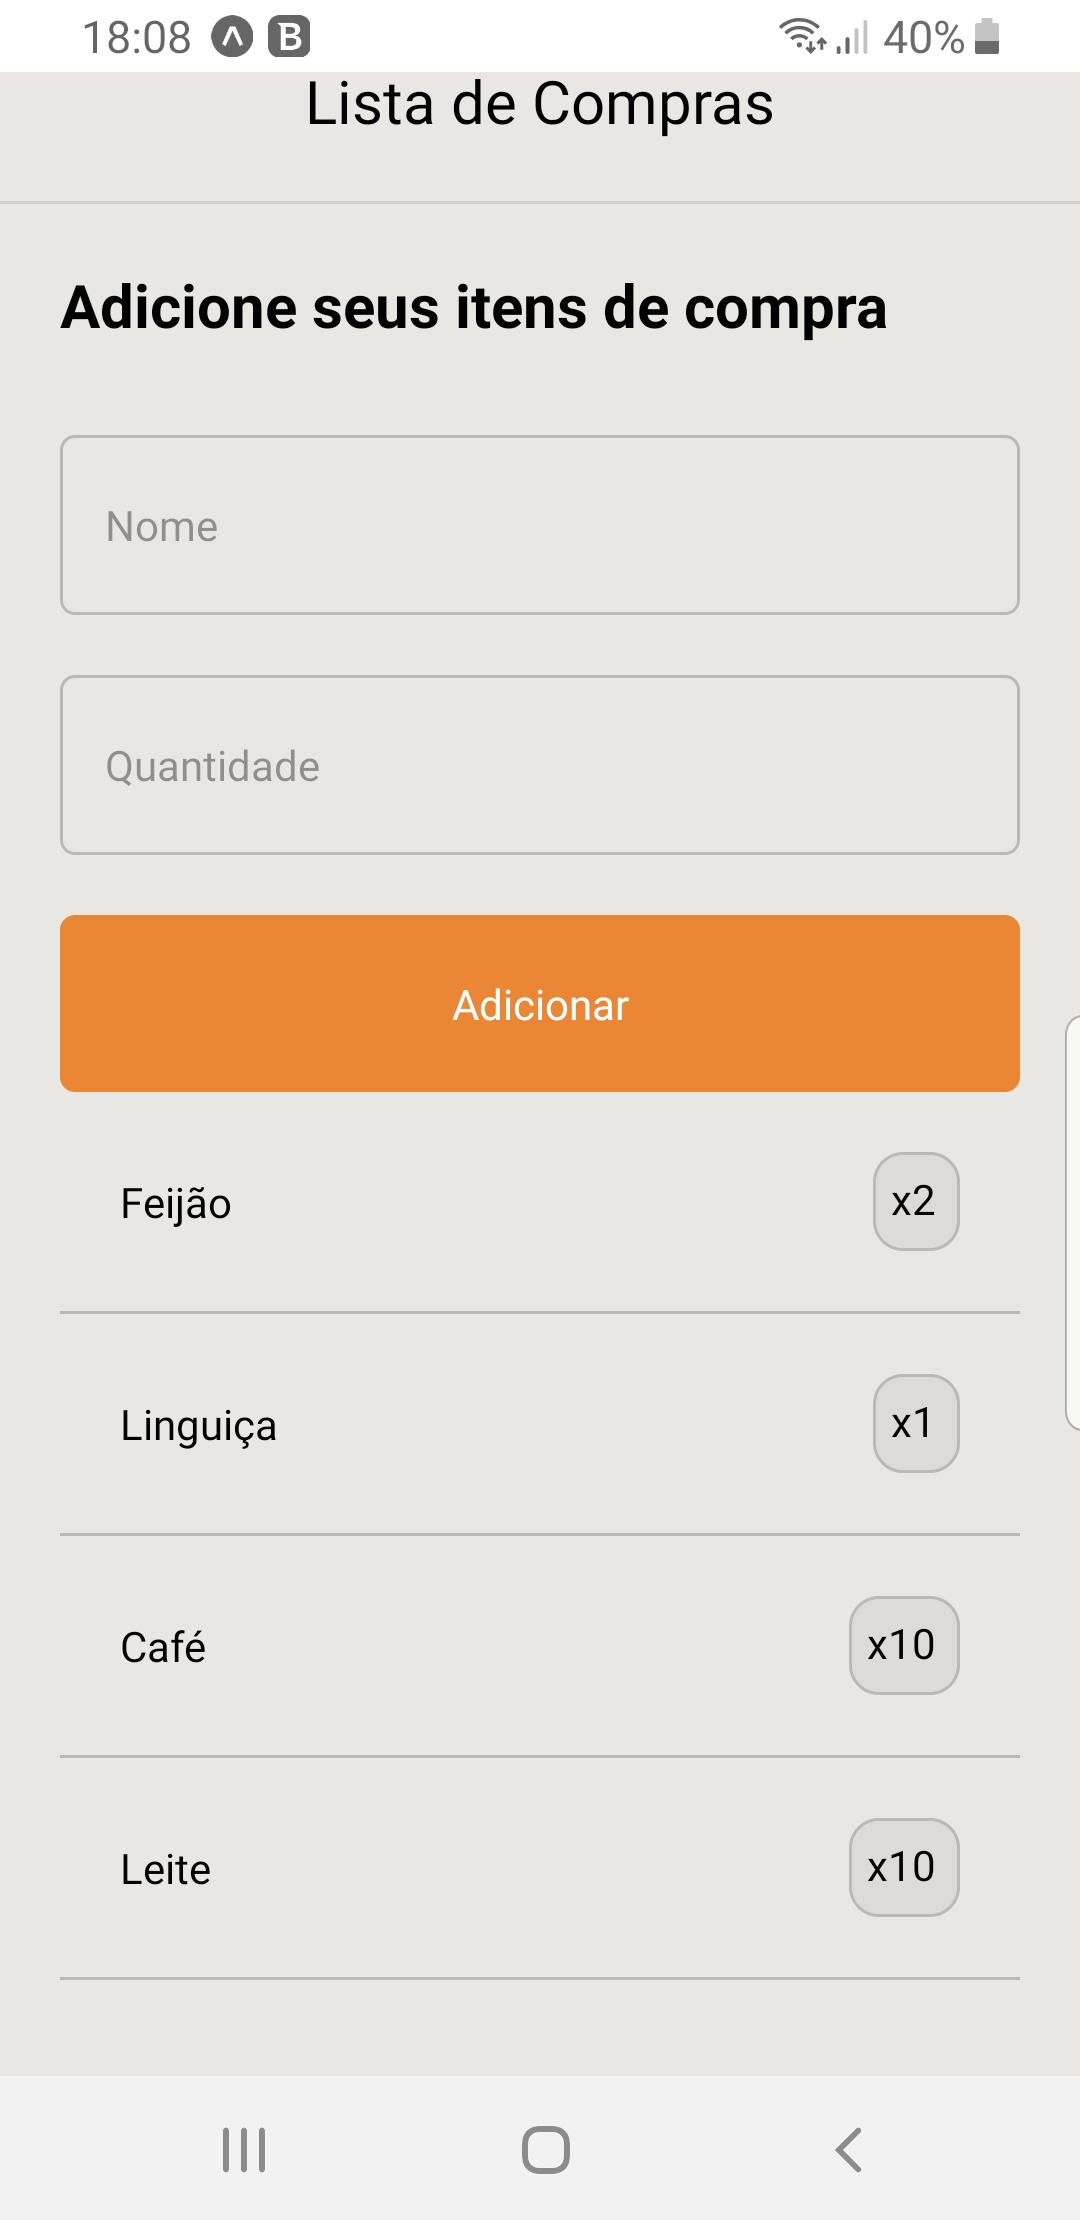 18:08 B 40%
Lista de Compras
Adicione seus itens de compra
Nome
Quantidade
Adicionar
Feijão x2
Linguiça x1
Café x10
Leite x10